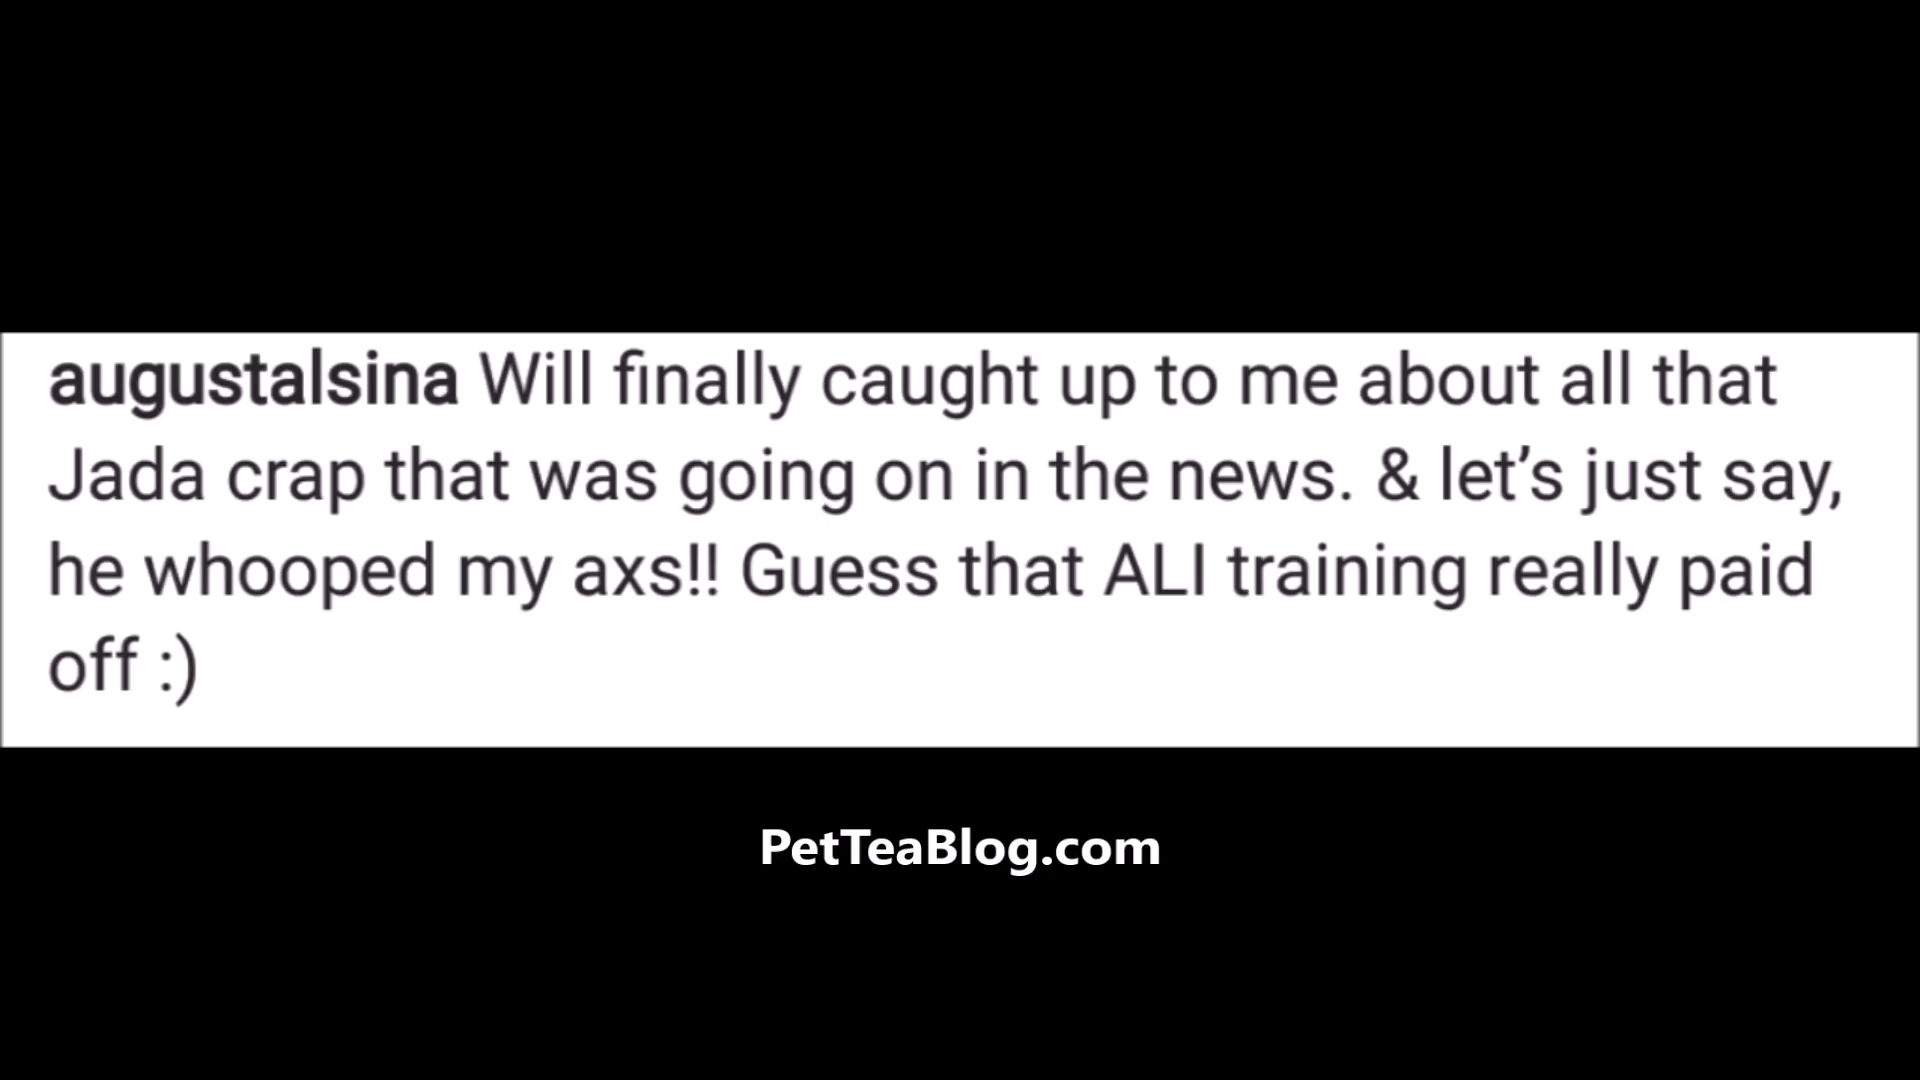 augustalsina Will finally caught up to me about all that
Jada crap that was going on in the news. & let’s just say,
he whooped my axs!! Guess that ALI training really paid
off :)
PetTeaBlog.com